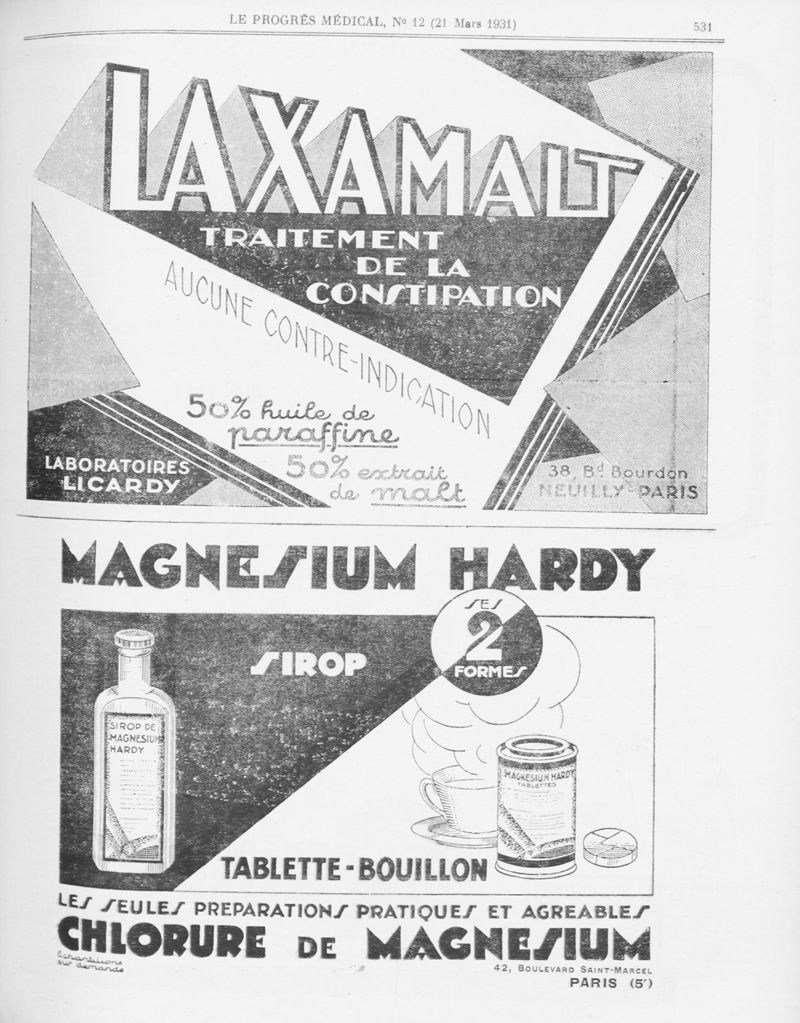 LE PROGRÈS MÉDICAL, No 12 (21 Mars 1931)
531
LAXAMALT
TRAITEMENT
DE LA
CONSTIPATION
AUCUNE CONTRE-INDICATION
50% huile de
paraffine
50% extrait
de malt
LABORATOIRES
LICARDY
38, Bd Bourdon
NEUILLY-PARIS
MAGNESIUM HARDY
SES
2
FORMES
SIROP
SIROP DE
MAGNESIUM
HARDY
MAGNESIUM HARDY
TABLETTES
TABLETTE-BOUILLON
LES SEULES PREPARATIONS PRATIQUES ET AGREABLES
CHLORURE DE MAGNESIUM
Echantillons
sur demande
42, BOULEVARD SAINT-MARCEL
PARIS (5e)